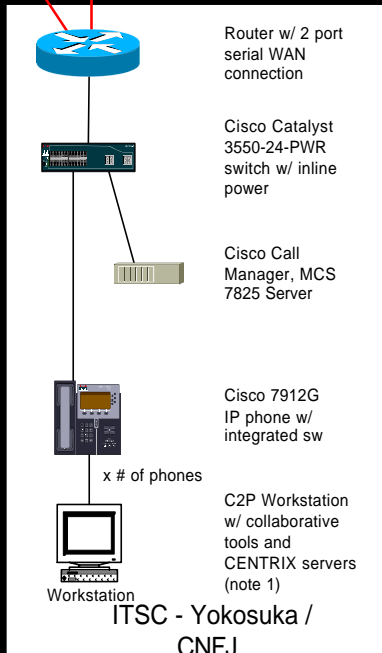 Router w/ 2 port
serial WAN
connection
Cisco Catalyst
3550-24-PWR
switch w/ inline
power
Cisco Call
Manager, MCS
7825 Server
Cisco 7912G
IP phone w/
integrated sw
x # of phones
C2P Workstation
w/ collaborative
tools and
CENTRIX servers
(note 1)
Workstation
ITSC - Yokosuka /
CNFJ